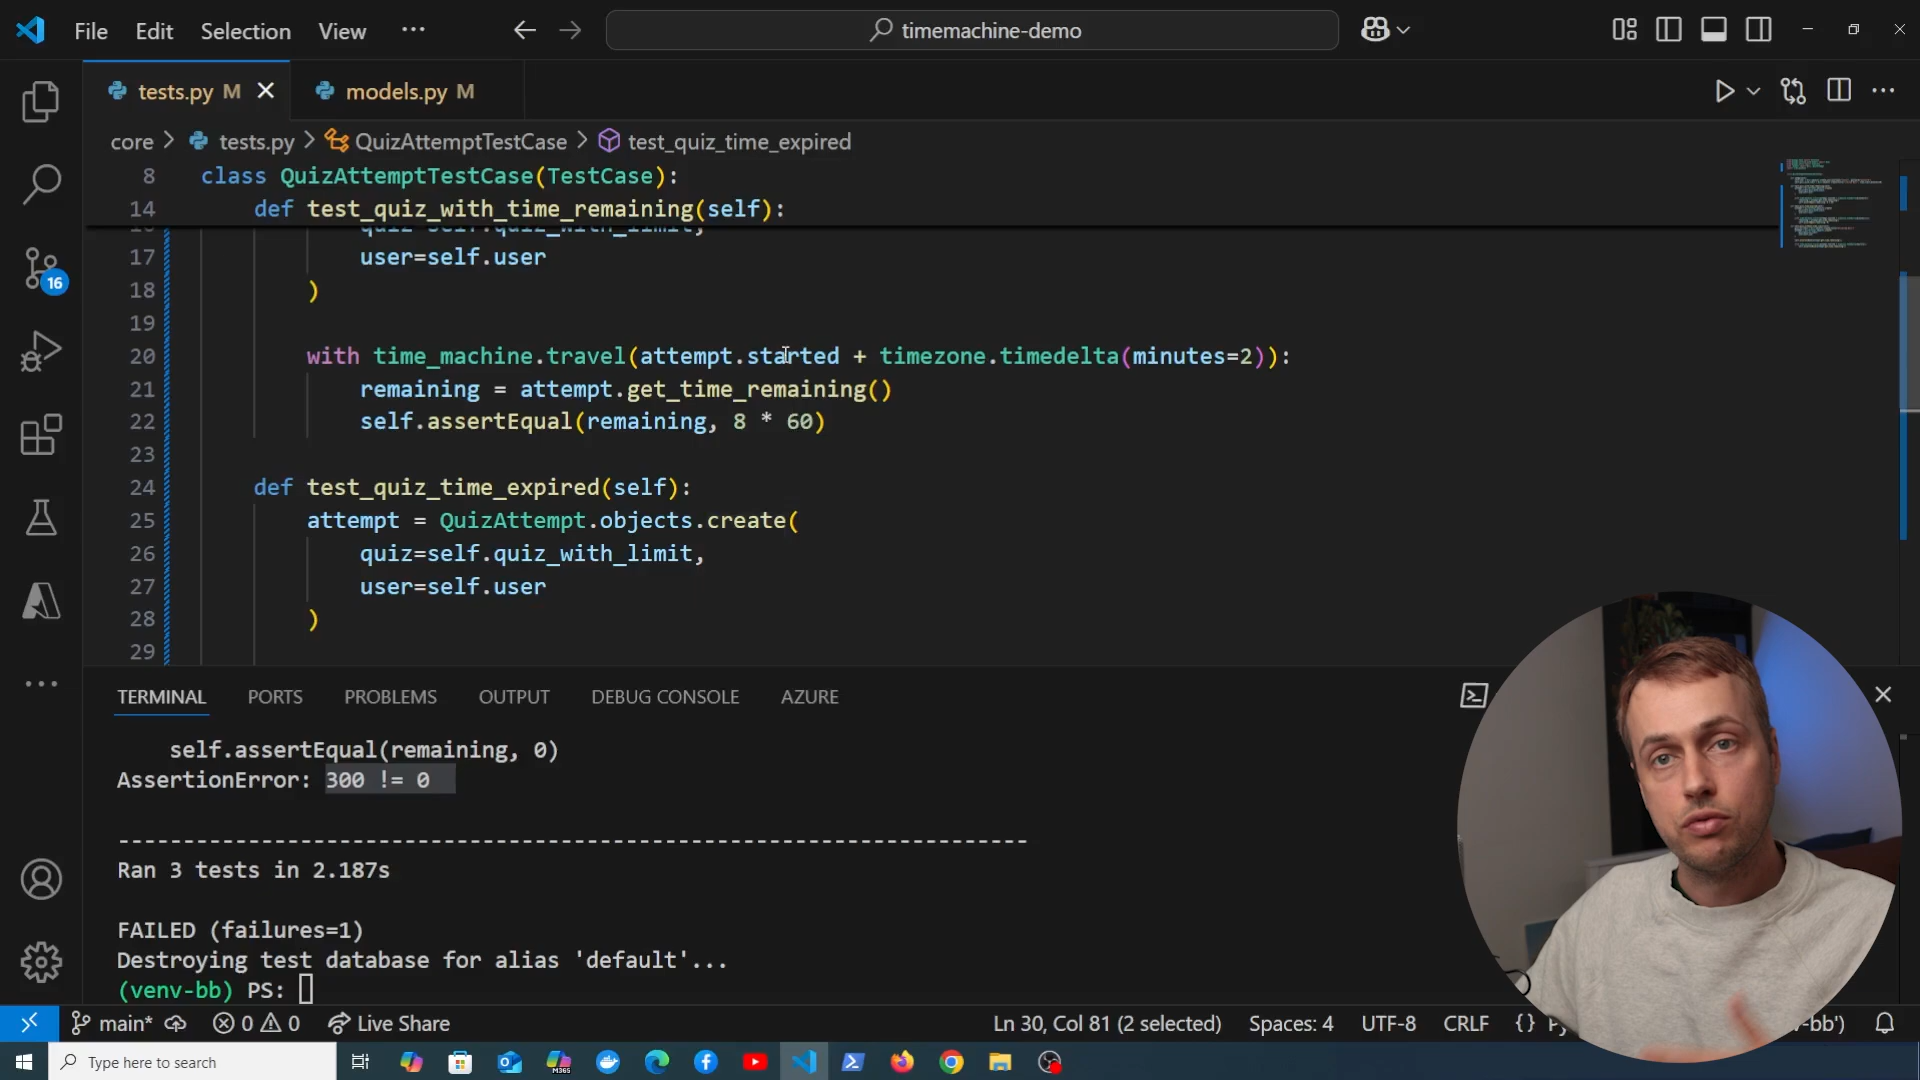 File Edit Selection View ... timemachine-demo
tests.py M models.py M
core > tests.py > QuizAttemptTestCase > test_quiz_time_expired
8 class QuizAttemptTestCase(TestCase):
14 def test_quiz_with_time_remaining(self):
16 quiz=self.quiz_with_limit,
17 user=self.user
18 )
19
20 with time_machine.travel(attempt.started + timezone.timedelta(minutes=2)):
21 remaining = attempt.get_time_remaining()
22 self.assertEqual(remaining, 8 * 60)
23
24 def test_quiz_time_expired(self):
25 attempt = QuizAttempt.objects.create(
26 quiz=self.quiz_with_limit,
27 user=self.user
28 )
29
16
TERMINAL PORTS PROBLEMS OUTPUT DEBUG CONSOLE AZURE
self.assertEqual(remaining, 0)
AssertionError: 300 != 0
----------------------------------------------------------------------
Ran 3 tests in 2.187s
FAILED (failures=1)
Destroying test database for alias 'default'...
(venv-bb) PS:
main* 0 0 Live Share Ln 30, Col 81 (2 selected) Spaces: 4 UTF-8 CRLF {} -bb')
Type here to search